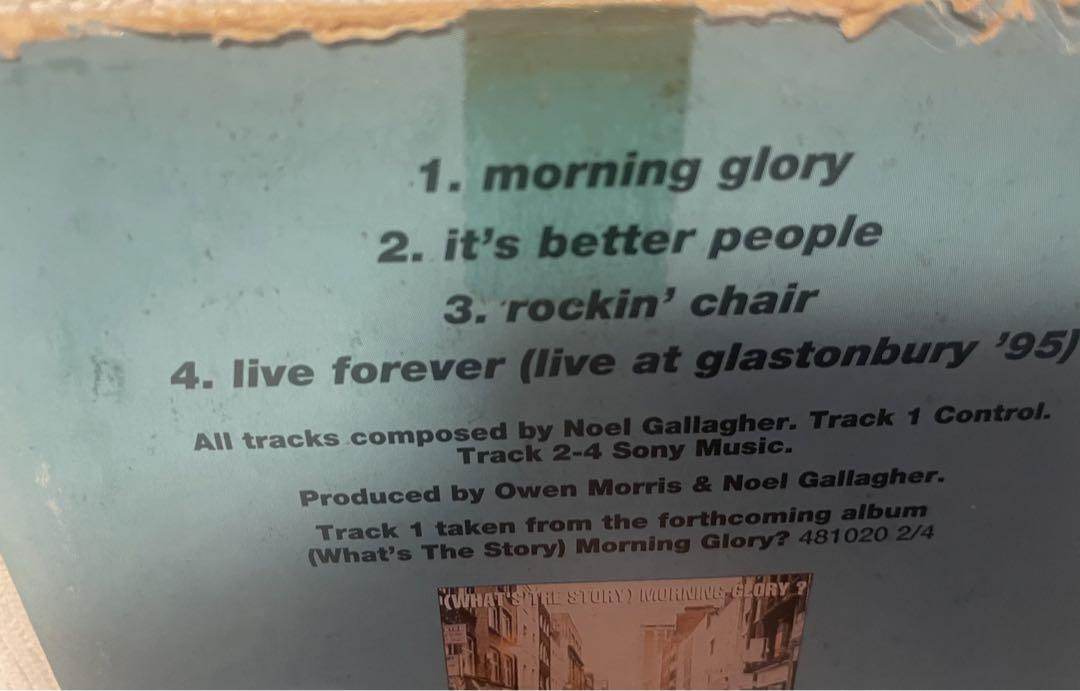 1. morning glory
2. it's better people
3. rockin' chair
4. live forever (live at glastonbury '95)
All tracks composed by Noel Gallagher. Track 1 Control.
Track 2-4 Sony Music.
Produced by Owen Morris & Noel Gallagher.
Track 1 taken from the forthcoming album
(What's The Story) Morning Glory? 481020 2/4
(WHAT'S THE STORY) MORNING GLORY ?